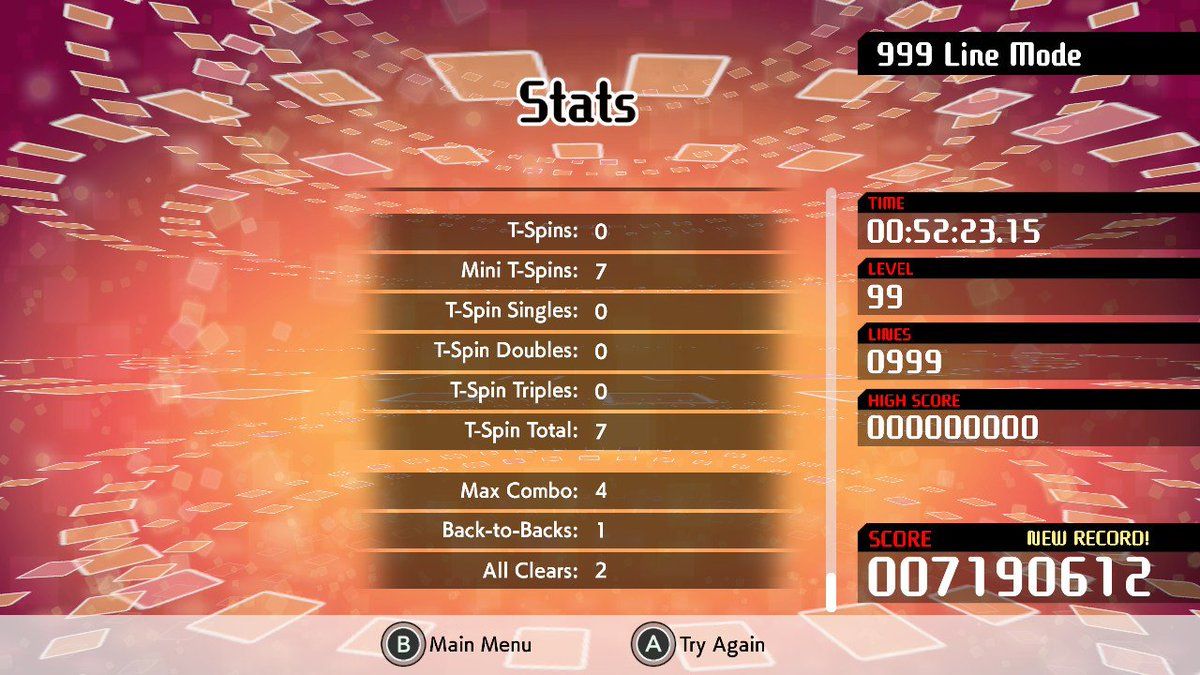 999 Line Mode
Stats
T-Spins: 0
Mini T-Spins: 7
T-Spin Singles: 0
T-Spin Doubles: 0
T-Spin Triples: 0
T-Spin Total: 7
Max Combo: 4
Back-to-Backs: 1
All Clears: 2
TIME
00:52:23.15
LEVEL
99
LINES
0999
HIGH SCORE
000000000
SCORE NEW RECORD!
007190612
B Main Menu A Try Again